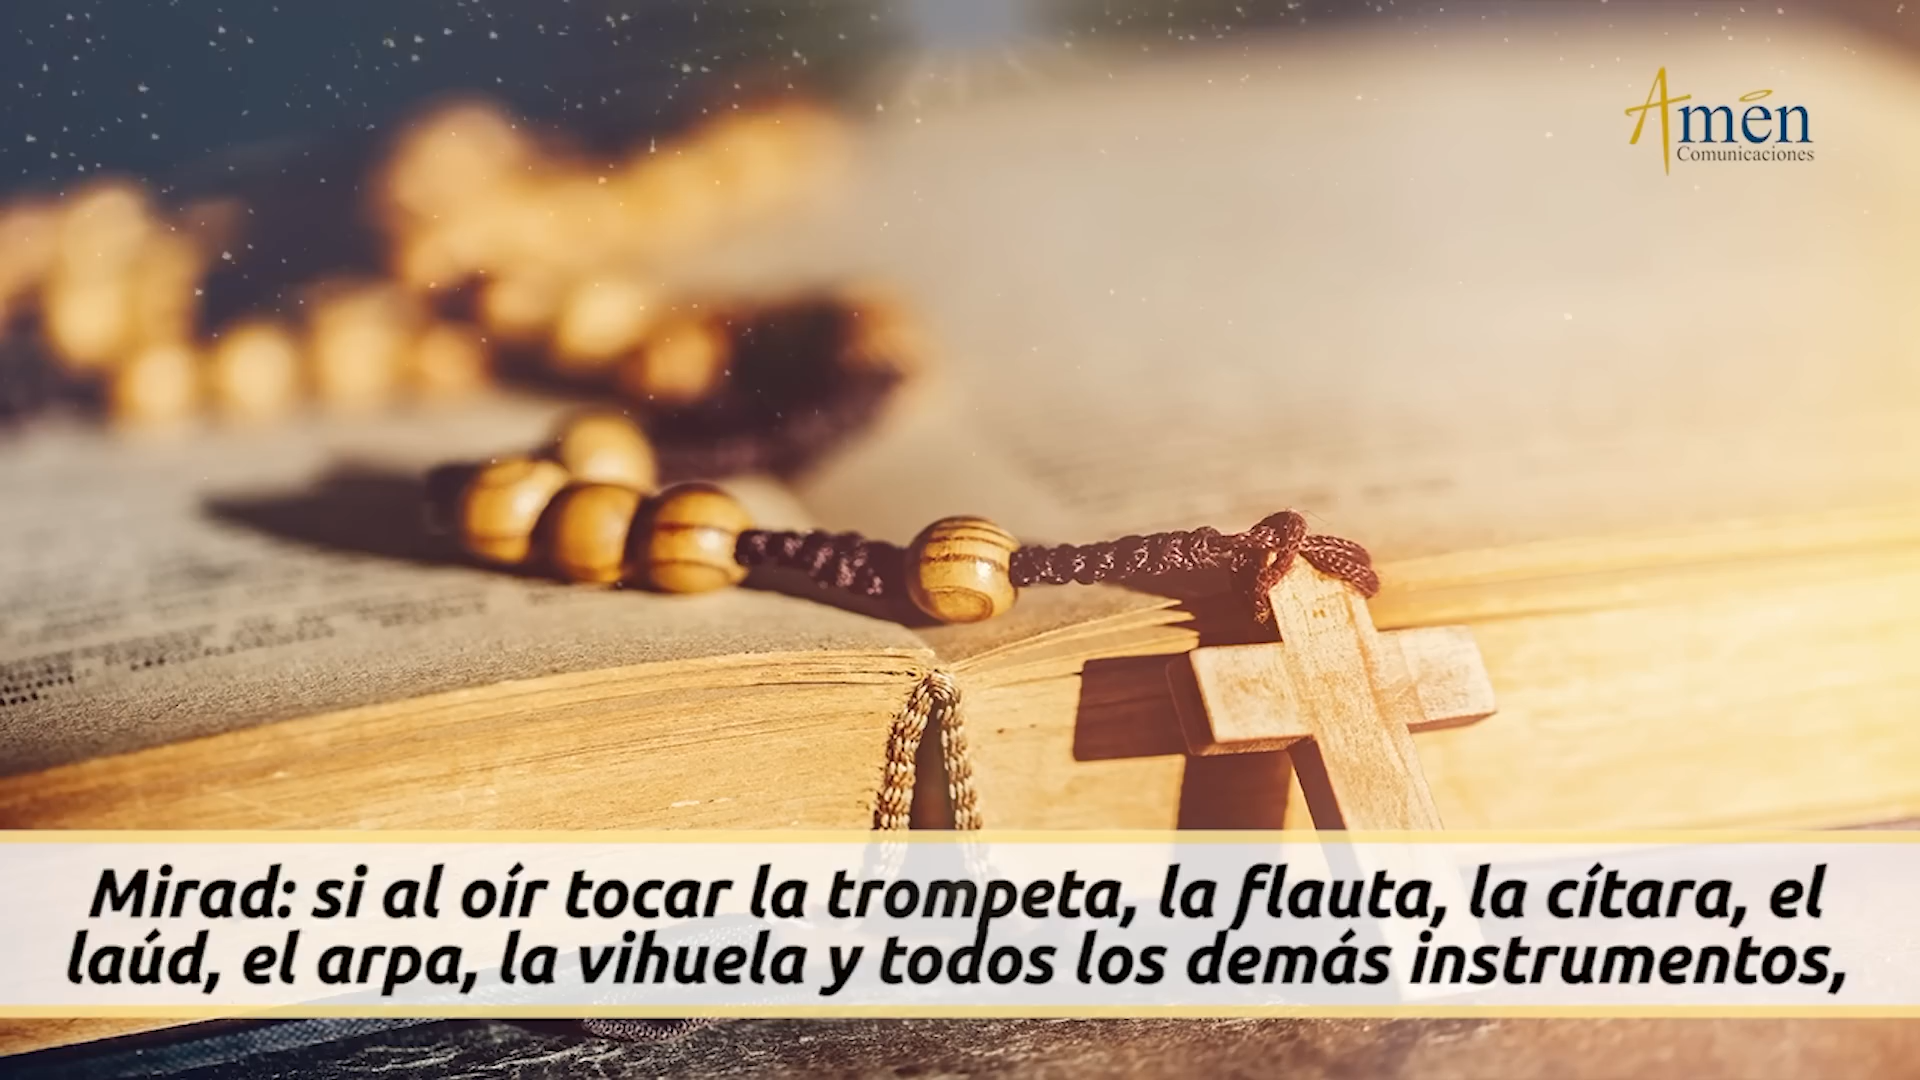 Amén
Comunicaciones
Mirad: si al oír tocar la trompeta, la flauta, la cítara, el
laúd, el arpa, la vihuela y todos los demás instrumentos,